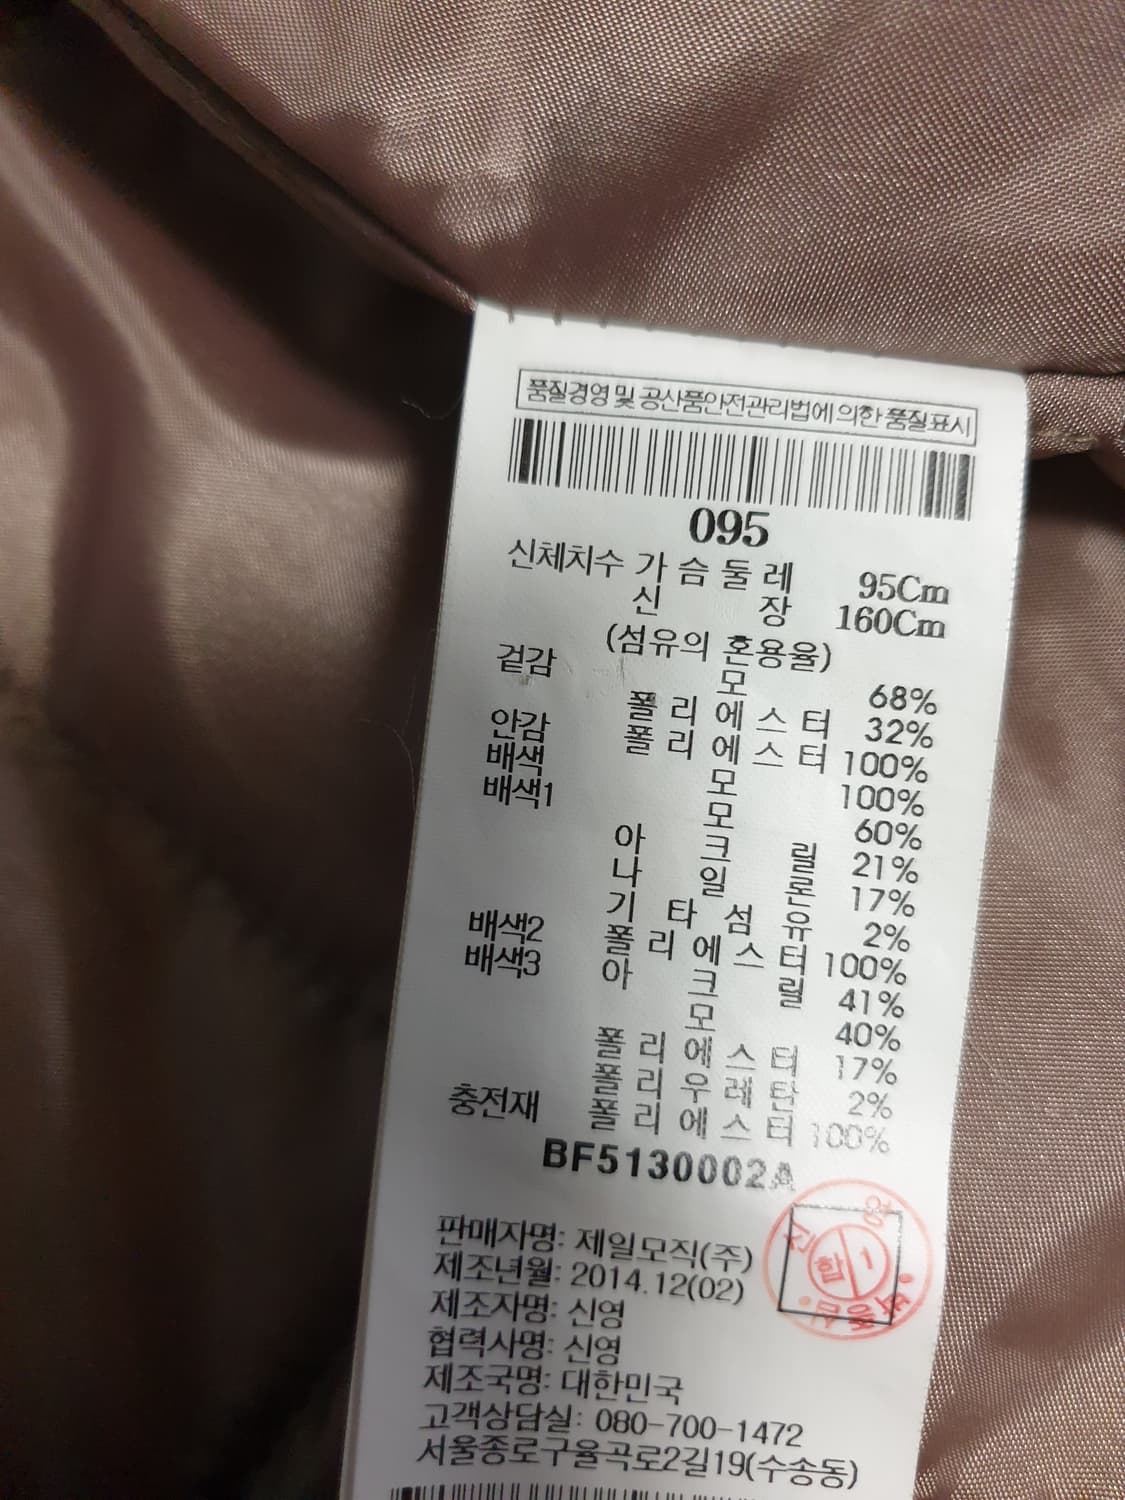 품질경영 및 공산품안전관리법에 의한 품질표시
095
신체치수 가슴둘레 95Cm
신장 160Cm
(섬유의 혼용율)
겉감 모 68%
폴리에스터 32%
안감 폴리에스터 100%
배색 모 100%
배색1 모 60%
아크릴 21%
나일론 17%
기타섬유 2%
배색2 폴리에스터 100%
배색3 아크릴 41%
모 40%
폴리에스터 17%
폴리우레탄 2%
충전재 폴리에스터 100%
BF5130002A
판매자명: 제일모직(주)
제조년월: 2014.12(02)
제조자명: 신영
협력사명: 신영
제조국명: 대한민국
고객상담실: 080-700-1472
서울종로구율곡로2길19(수송동)
신영
합 1